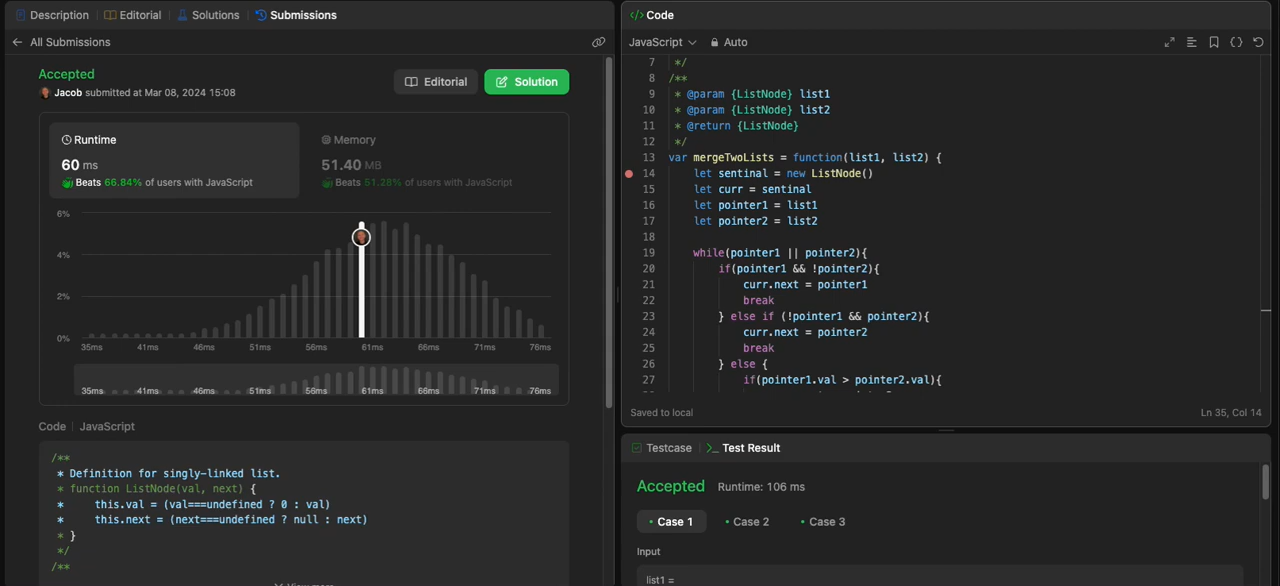 Description Editorial Solutions Submissions
All Submissions
Accepted
Jacob submitted at Mar 08, 2024 15:08
Editorial Solution
Runtime
60 ms
Beats 66.84% of users with JavaScript
Memory
51.40 MB
Beats 51.28% of users with JavaScript
6%
4%
2%
0%
35ms 41ms 46ms 51ms 56ms 61ms 66ms 71ms 76ms
35ms 41ms 46ms 51ms 56ms 61ms 66ms 71ms 76ms
Code JavaScript
/**
* Definition for singly-linked list.
* function ListNode(val, next) {
*     this.val = (val===undefined ? 0 : val)
*     this.next = (next===undefined ? null : next)
* }
*/
/**
View more
</> Code
JavaScript Auto
7 */
8 /**
9 * @param {ListNode} list1
10 * @param {ListNode} list2
11 * @return {ListNode}
12 */
13 var mergeTwoLists = function(list1, list2) {
14     let sentinal = new ListNode()
15     let curr = sentinal
16     let pointer1 = list1
17     let pointer2 = list2
18
19     while(pointer1 || pointer2){
20         if(pointer1 && !pointer2){
21             curr.next = pointer1
22             break
23         } else if (!pointer1 && pointer2){
24             curr.next = pointer2
25             break
26         } else {
27             if(pointer1.val > pointer2.val){
Saved to local Ln 35, Col 14
Testcase >_ Test Result
Accepted Runtime: 106 ms
Case 1 Case 2 Case 3
Input
list1 =